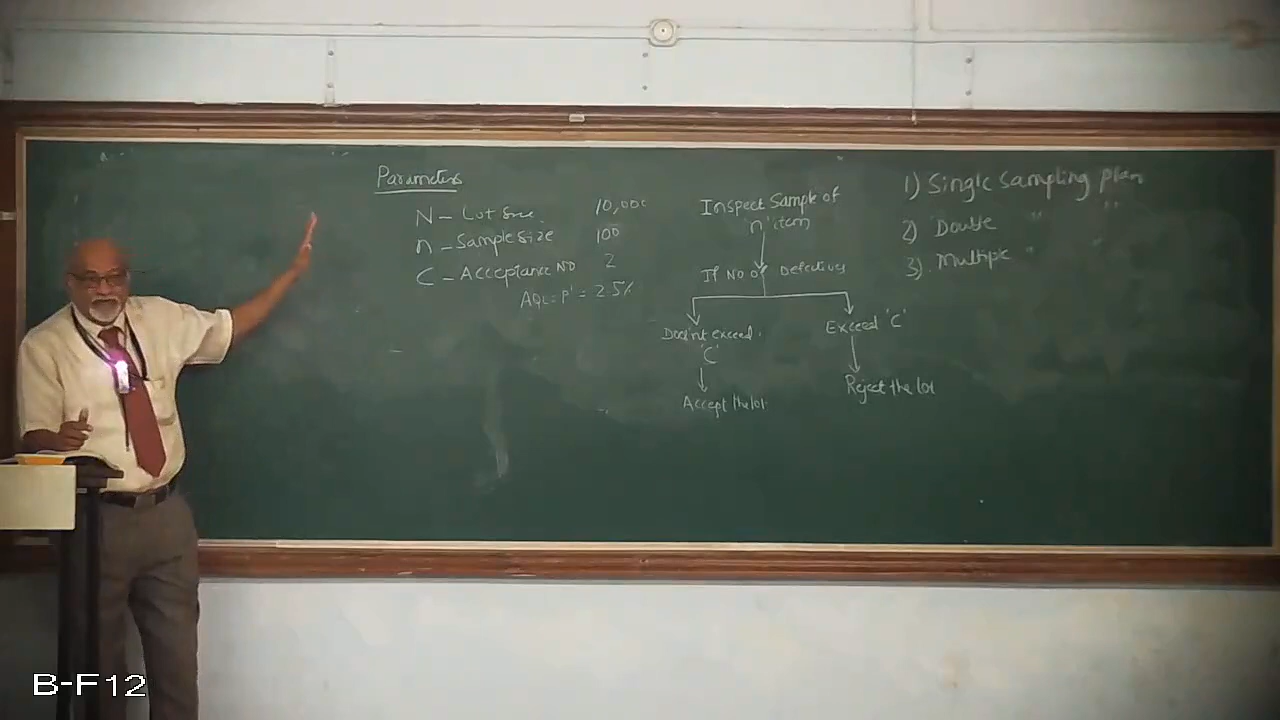 Parameters
N - Lot Size 10,000
n - Sample Size 100
C - Acceptance No 2
AQL = P' = 2.5%
Inspect Sample of
'n' item
If No of Defectives
Does'nt exceed
'C'
Accept the lot
Exceed 'C'
Reject the lot
1) Single Sampling plan
2) Double " "
3) Multiple " "
B-F12